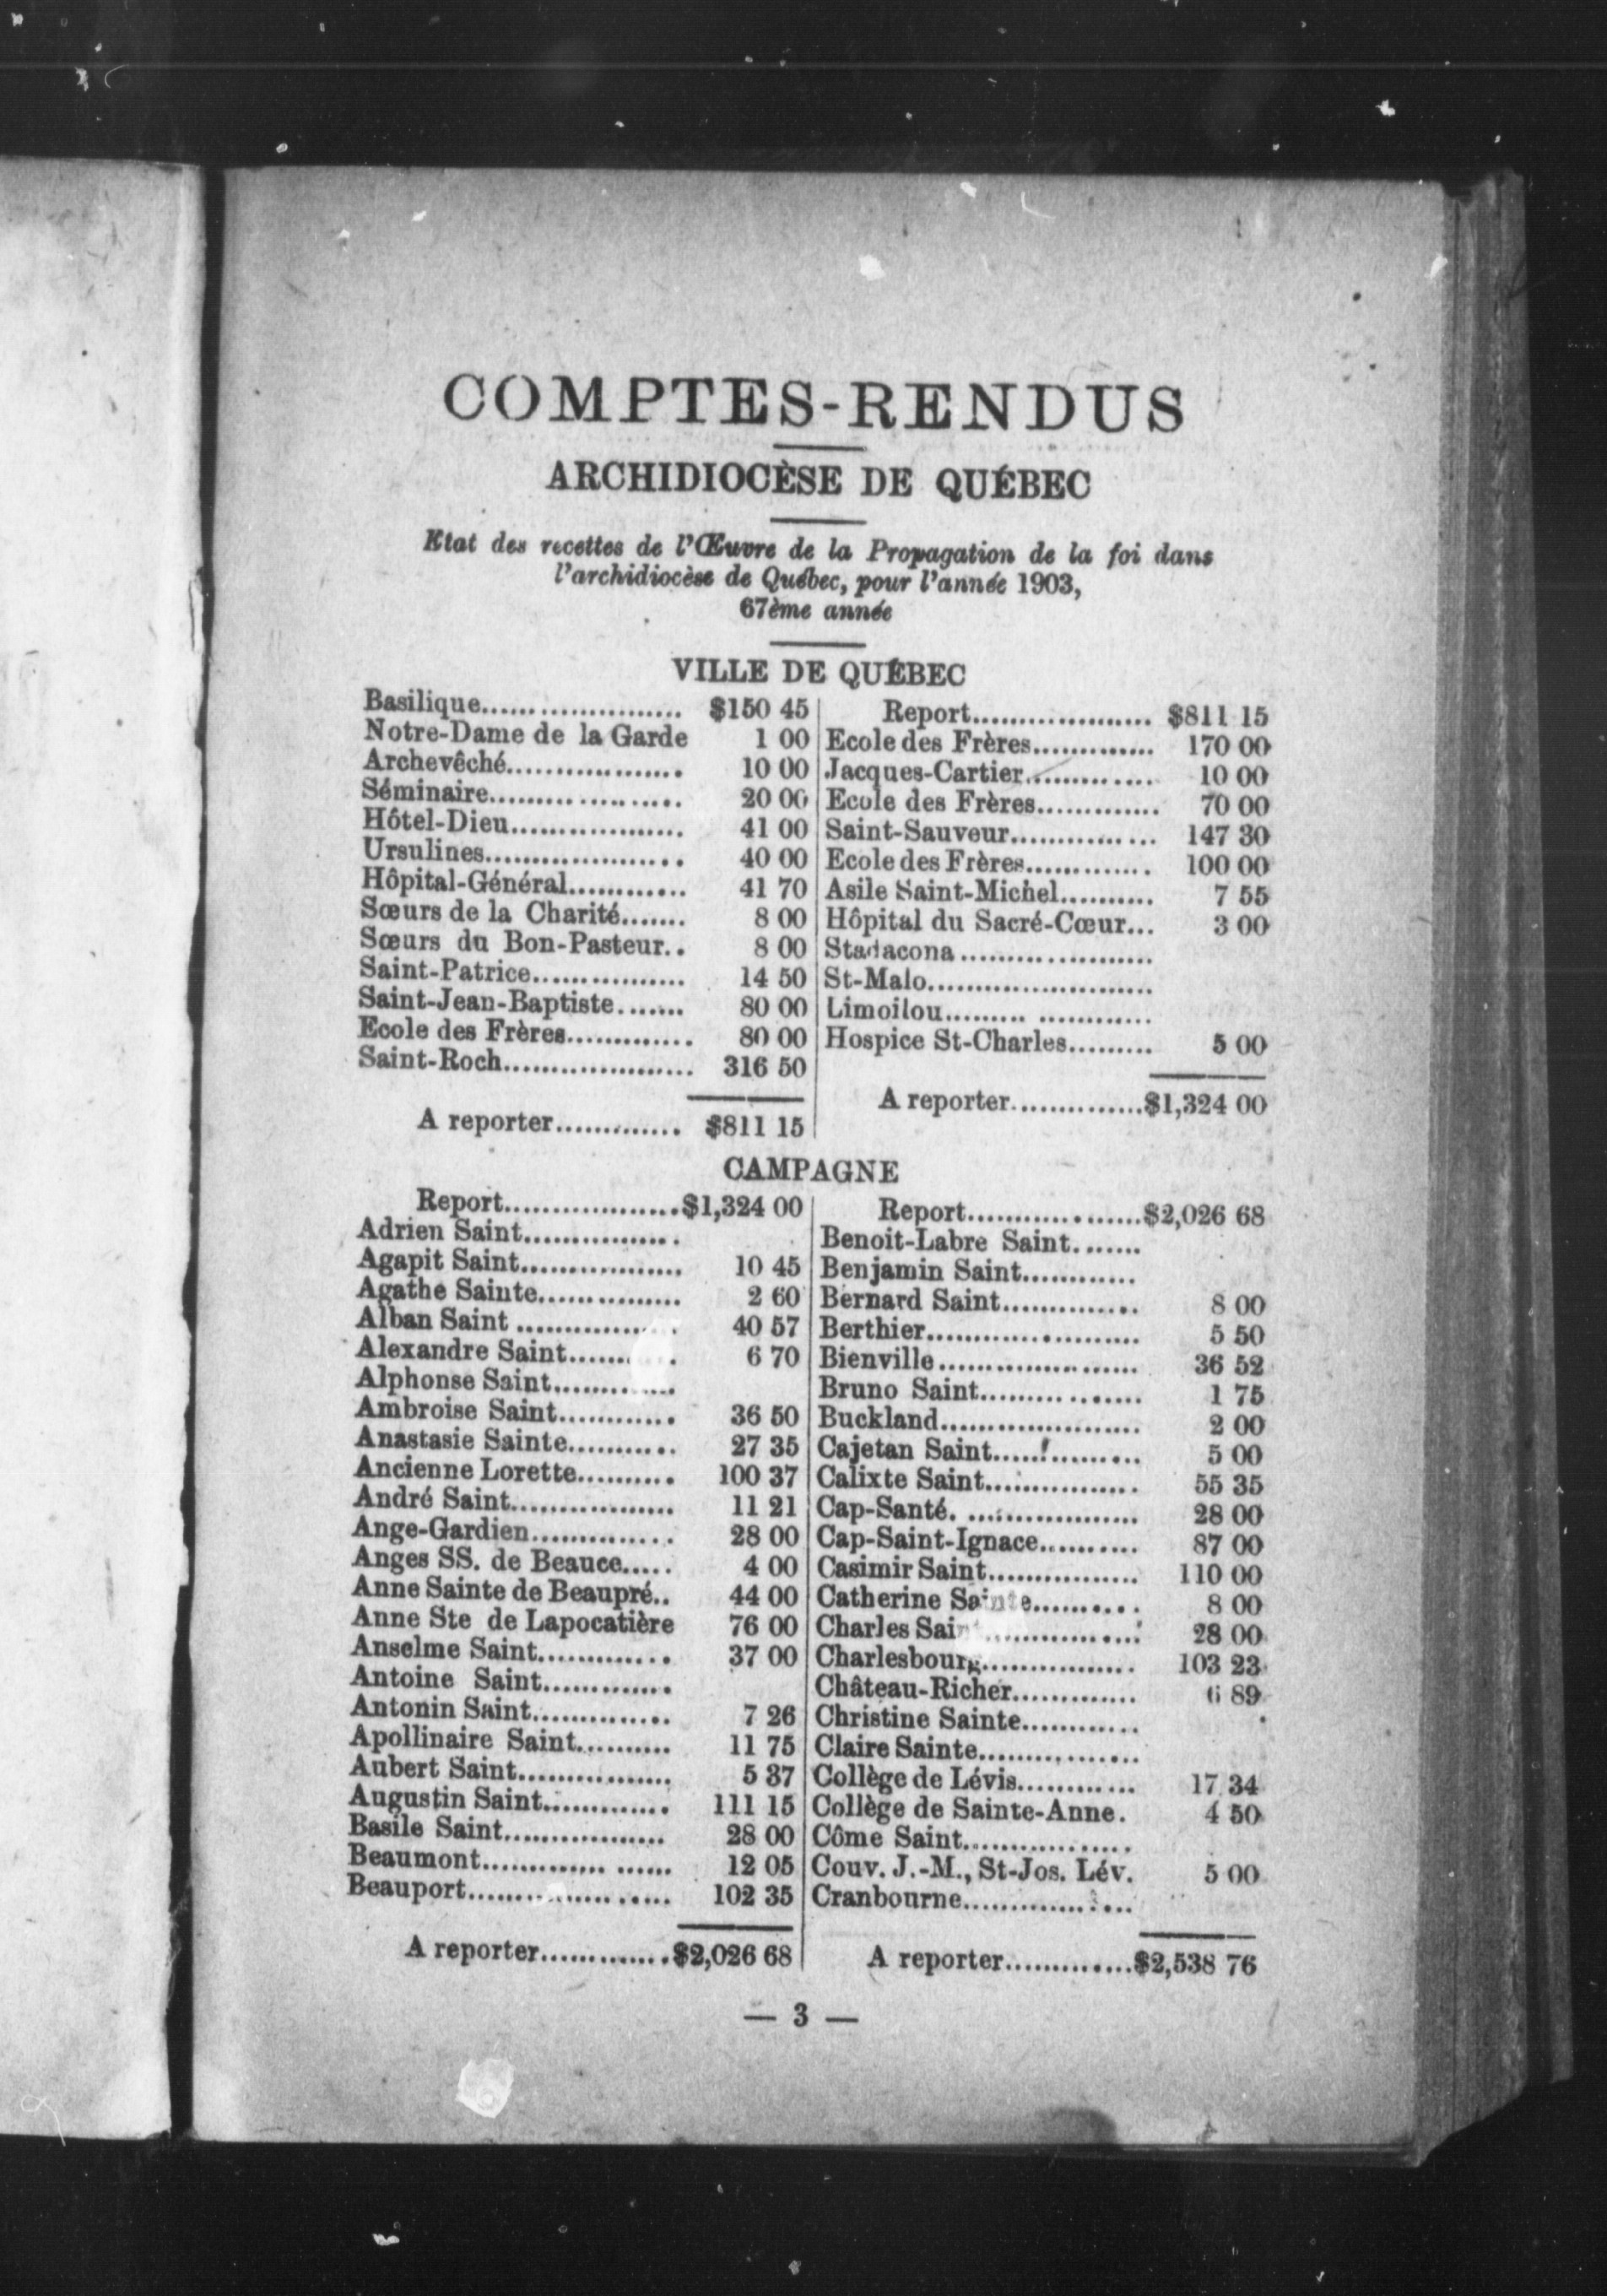 COMPTES-RENDUS
ARCHIDIOCÈSE DE QUÉBEC
Etat des recettes de l'Œuvre de la Propagation de la foi dans
l'archidiocèse de Québec, pour l'année 1903,
67ème année
VILLE DE QUÉBEC
Basilique..................... $150 45
Notre-Dame de la Garde 1 00
Archevêché.................. 10 00
Séminaire.................... 20 00
Hôtel-Dieu.................. 41 00
Ursulines..................... 40 00
Hôpital-Général............ 41 70
Sœurs de la Charité....... 8 00
Sœurs du Bon-Pasteur.. 8 00
Saint-Patrice................ 14 50
Saint-Jean-Baptiste....... 80 00
Ecole des Frères............. 80 00
Saint-Roch.................... 316 50
A reporter............. $811 15
Report................... $811 15
Ecole des Frères............. 170 00
Jacques-Cartier.............. 10 00
Ecole des Frères............. 70 00
Saint-Sauveur............... 147 30
Ecole des Frères............. 100 00
Asile Saint-Michel.......... 7 55
Hôpital du Sacré-Cœur... 3 00
Stadacona....................
St-Malo........................
Limoilou......... ............
Hospice St-Charles......... 5 00
A reporter...............$1,324 00
CAMPAGNE
Report...................$1,324 00
Adrien Saint.................
Agapit Saint................. 10 45
Agathe Sainte............... 2 60
Alban Saint ................. 40 57
Alexandre Saint........... 6 70
Alphonse Saint.............
Ambroise Saint............ 36 50
Anastasie Sainte........... 27 35
Ancienne Lorette.......... 100 37
André Saint................. 11 21
Ange-Gardien............... 28 00
Anges SS. de Beauce..... 4 00
Anne Sainte de Beaupré.. 44 00
Anne Ste de Lapocatière 76 00
Anselme Saint.............. 37 00
Antoine Saint.............
Antonin Saint.............. 7 26
Apollinaire Saint.......... 11 75
Aubert Saint................ 5 37
Augustin Saint............. 111 15
Basile Saint................. 28 00
Beaumont............. ...... 12 05
Beauport...................... 102 35
A reporter.............$2,026 68
Report..................$2,026 68
Benoit-Labre Saint.......
Benjamin Saint............
Bernard Saint.............. 8 00
Berthier....................... 5 50
Bienville..................... 36 52
Bruno Saint................. 1 75
Buckland..................... 2 00
Cajetan Saint.....!......... 5 00
Calixte Saint................ 55 35
Cap-Santé. .................. 28 00
Cap-Saint-Ignace.......... 87 00
Casimir Saint................ 110 00
Catherine Sainte........... 8 00
Charles Saint................ 28 00
Charlesbourg................ 103 23
Château-Richer............. 6 89
Christine Sainte............
Claire Sainte.................
Collège de Lévis............ 17 34
Collège de Sainte-Anne. 4 50
Côme Saint..................
Couv. J.-M., St-Jos. Lév. 5 00
Cranbourne..................
A reporter..............$2,538 76
— 3 —